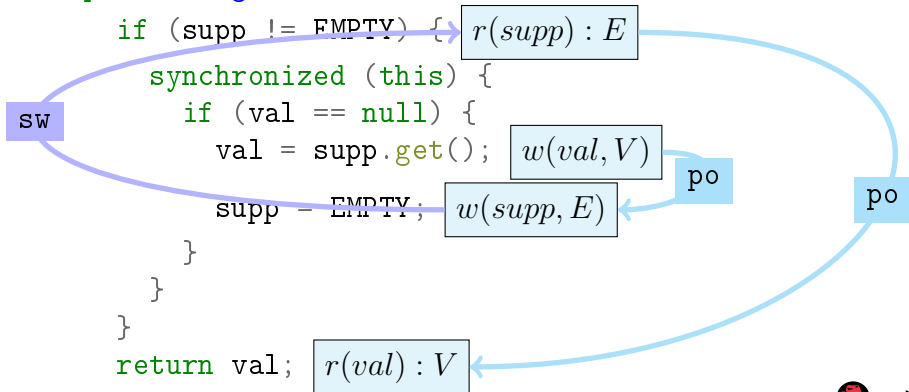 if (supp != EMPTY) { r(supp) : E
synchronized (this) {
sw
if (val == null) {
val = supp.get(); w(val, V)
po
po
supp = EMPTY; w(supp, E)
}
}
}
return val; r(val) : V